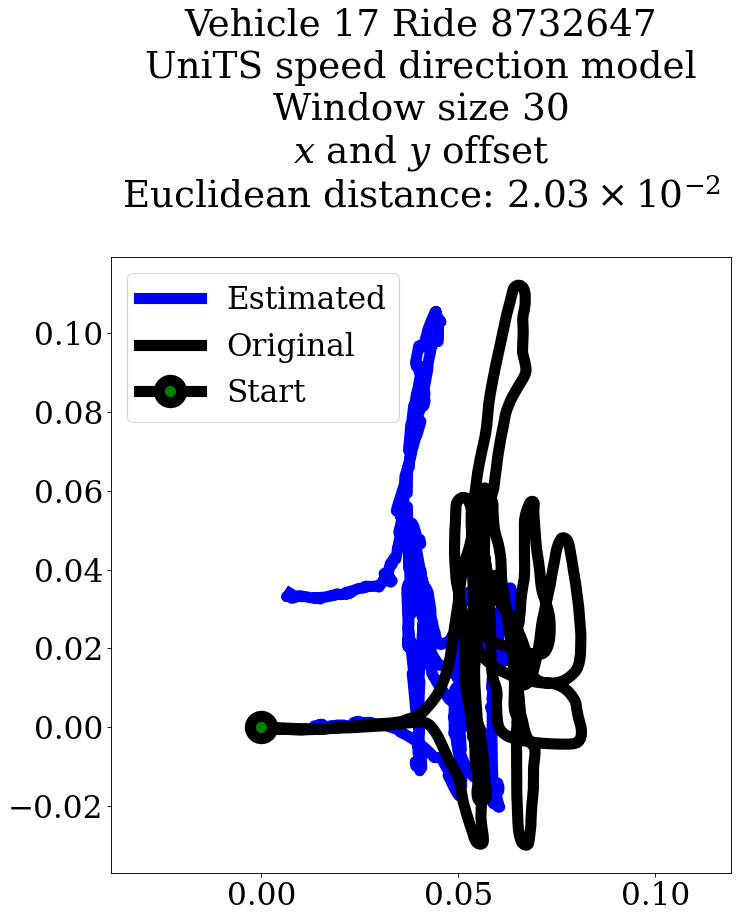 Vehicle 17 Ride 8732647
UniTS speed direction model
Window size 30
x and y offset
Euclidean distance: 2.03 × 10⁻²
Estimated
Original
Start
0.10
0.08
0.06
0.04
0.02
0.00
−0.02
0.00 0.05 0.10